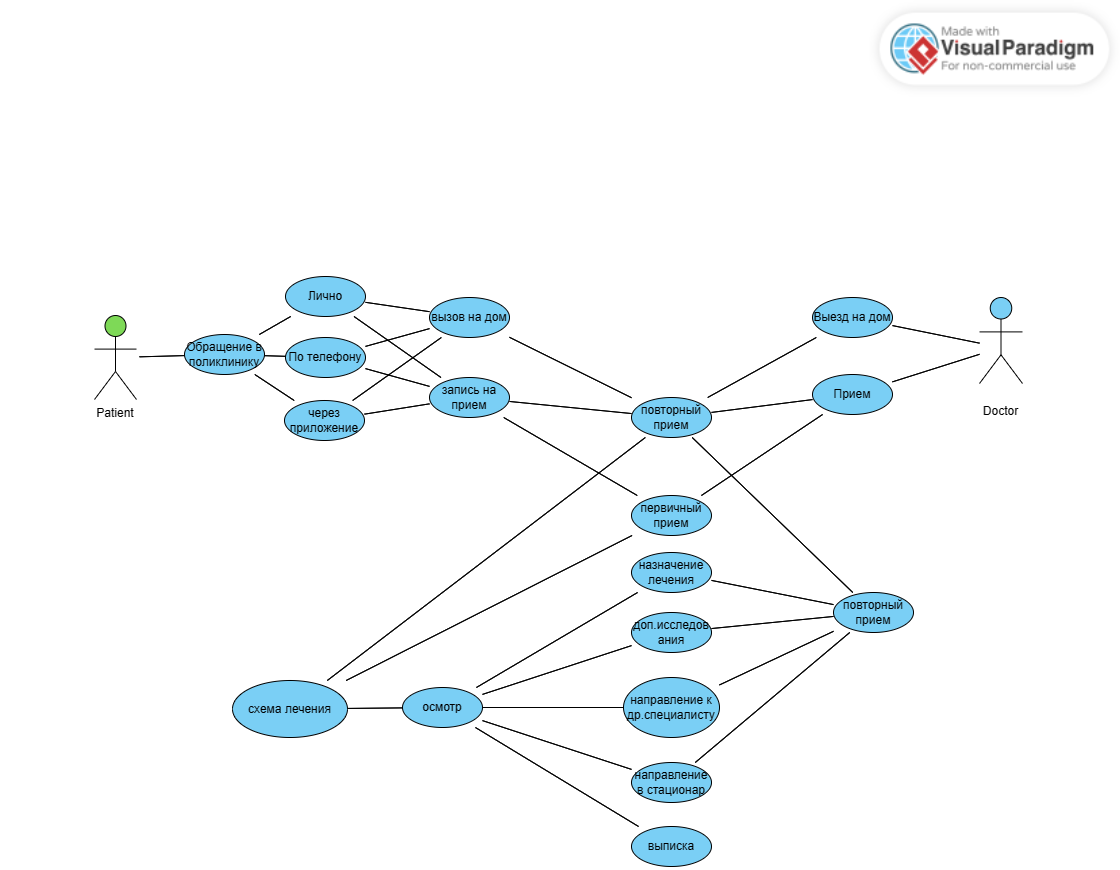 Made with
Visual Paradigm
For non-commercial use
Лично
вызов на дом
Выезд на дом
Обращение в
поликлинику
По телефону
Прием
запись на
прием
через
приложение
повторный
прием
Patient
Doctor
первичный
прием
назначение
лечения
доп.исследов
ания
повторный
прием
направление к
др.специалисту
схема лечения
осмотр
направление
в стационар
выписка